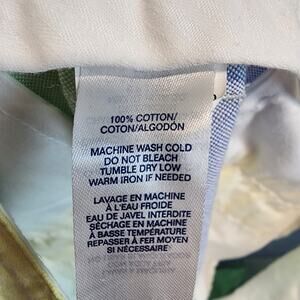 100% COTTON/
COTON/ALGODÓN
MACHINE WASH COLD
DO NOT BLEACH
TUMBLE DRY LOW
WARM IRON IF NEEDED
LAVAGE EN MACHINE
À L'EAU FROIDE
EAU DE JAVEL INTERDITE
SÉCHAGE EN MACHINE
À BASSE TEMPÉRATURE
REPASSER À FER MOYEN
SI NÉCESSAIRE